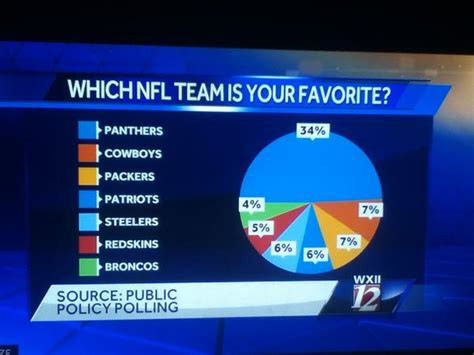 WHICH NFL TEAM IS YOUR FAVORITE?
PANTHERS
COWBOYS
PACKERS
PATRIOTS
STEELERS
REDSKINS
BRONCOS
34%
7%
7%
6%
6%
5%
4%
SOURCE: PUBLIC
POLICY POLLING
WXII
12